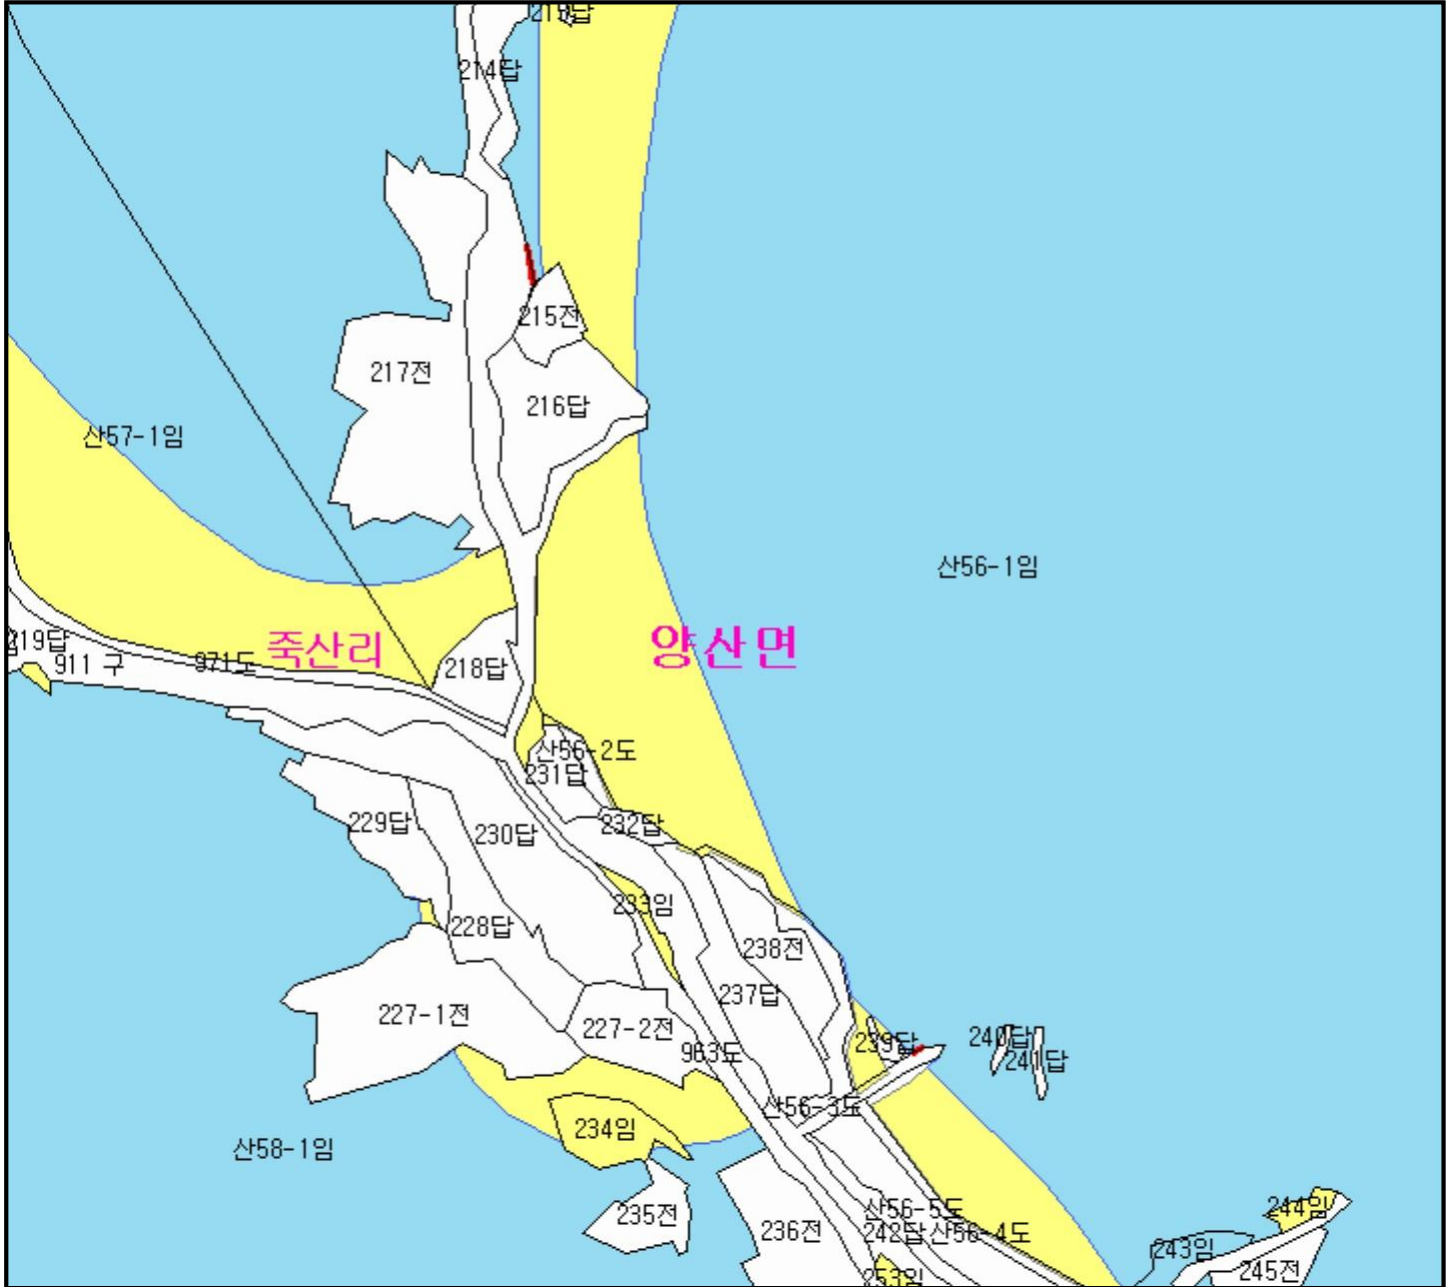 214답
215전
217전
216답
산57-1임
산56-1임
219답
죽산리
양산면
911 구
971도
218답
산56-2도
231답
229답
230답
232답
233임
228답
238전
237답
227-1전
227-2전
963도
239답
240답
241답
산56-3도
234임
산58-1임
235전
236전
산56-5도
242답
산56-4도
244임
243임
245전
253임